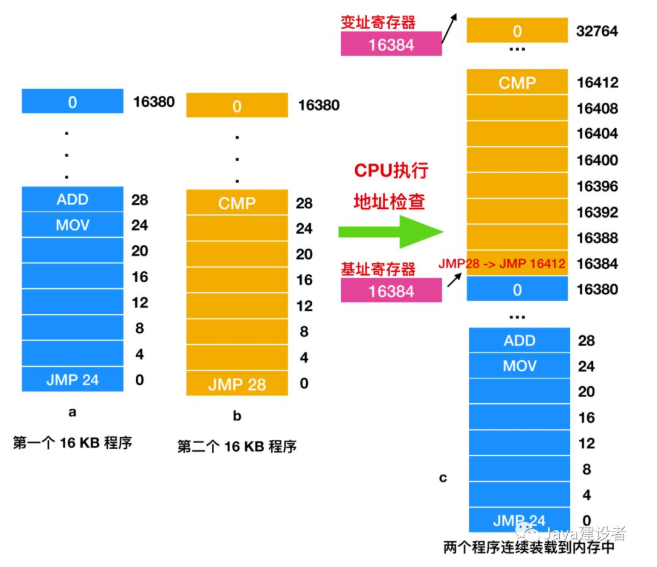 0 16380
.
.
.
ADD 28
MOV 24
20
16
12
8
4
JMP 24 0
a
第一个 16 KB 程序
0 16380
.
.
.
CMP 28
24
20
16
12
8
4
JMP 28 0
b
第二个 16 KB 程序
CPU执行
地址检查
变址寄存器
16384
基址寄存器
16384
0 32764
...
CMP 16412
16408
16404
16400
16396
16392
16388
JMP28 -> JMP 16412 16384
0 16380
...
ADD 28
MOV 24
20
16
12
8
4
JMP 24 0
c
Java建设者
两个程序连续装载到内存中